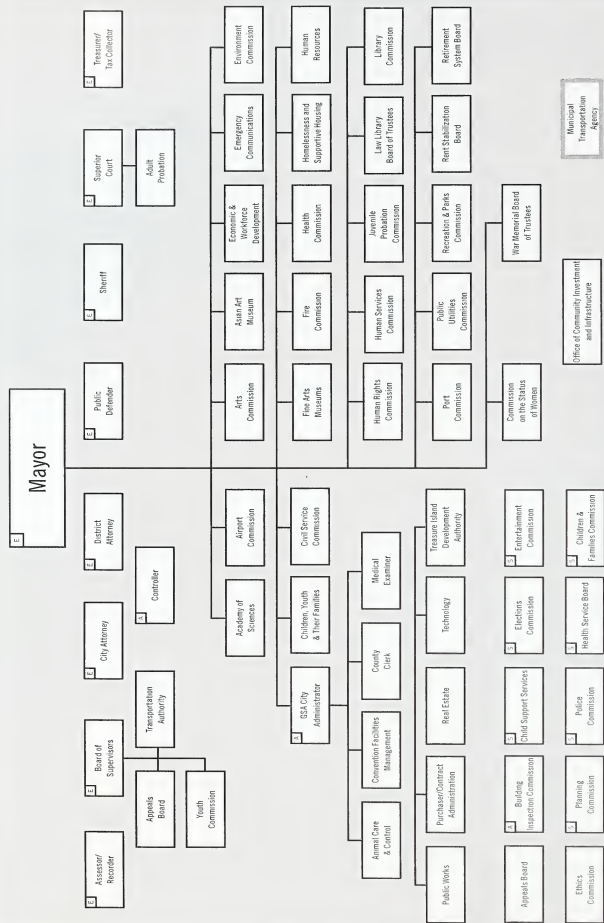 E
Mayor
E
Assessor/
Recorder
E
Board of
Supervisors
E
City Attorney
E
District
Attorney
E
Public
Defender
E
Sheriff
E
Superior
Court
E
Treasurer/
Tax Collector
Appeals
Board
Transportation
Authority
Youth
Commission
A
Controller
Adult
Probation
Academy of
Sciences
Airport
Commission
Arts
Commission
Asian Art
Museum
Economic &
Workforce
Development
Emergency
Communications
Environment
Commission
A
GSA City
Administrator
Children, Youth
& Their Families
Civil Service
Commission
Fine Arts
Museums
Fire
Commission
Health
Commission
Homelessness and
Supportive Housing
Human
Resources
Animal Care
& Control
Convention Facilities
Management
County
Clerk
Medical
Examiner
Human Rights
Commission
Human Services
Commission
Juvenile
Probation
Commission
Law Library
Board of Trustees
Library
Commission
Public Works
Purchaser/Contract
Administration
Real Estate
Technology
Treasure Island
Development
Authority
Port
Commission
Public
Utilities
Commission
Recreation & Parks
Commission
Rent Stabilization
Board
Retirement
System Board
Appeals Board
A
Building
Inspection Commission
S
Child Support Services
S
Elections
Commission
S
Entertainment
Commission
Commission
on the Status
of Women
War Memorial Board
of Trustees
Ethics
Commission
S
Planning
Commission
S
Police
Commission
S
Health Service Board
S
Children &
Families Commission
Office of Community Investment
and Infrastructure
Municipal
Transportation
Agency